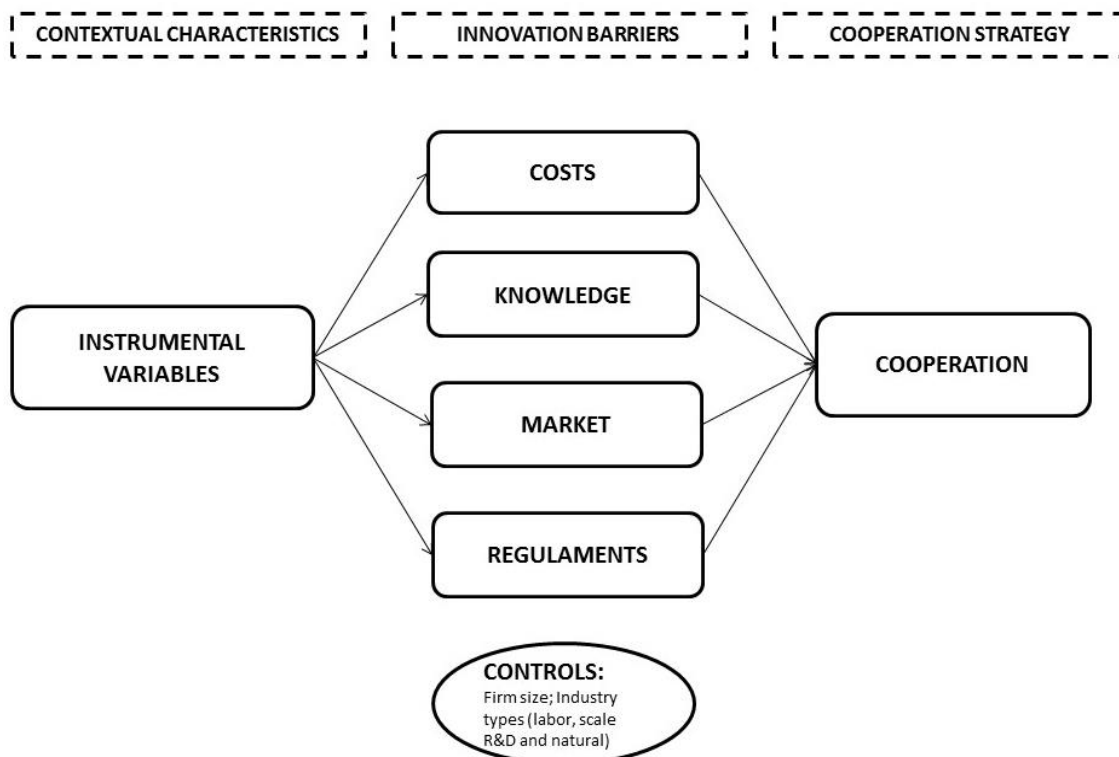 CONTEXTUAL CHARACTERISTICS
INNOVATION BARRIERS
COOPERATION STRATEGY
COSTS
KNOWLEDGE
INSTRUMENTAL
VARIABLES
COOPERATION
MARKET
REGULAMENTS
CONTROLS:
Firm size; Industry
types (labor, scale
R&D and natural)